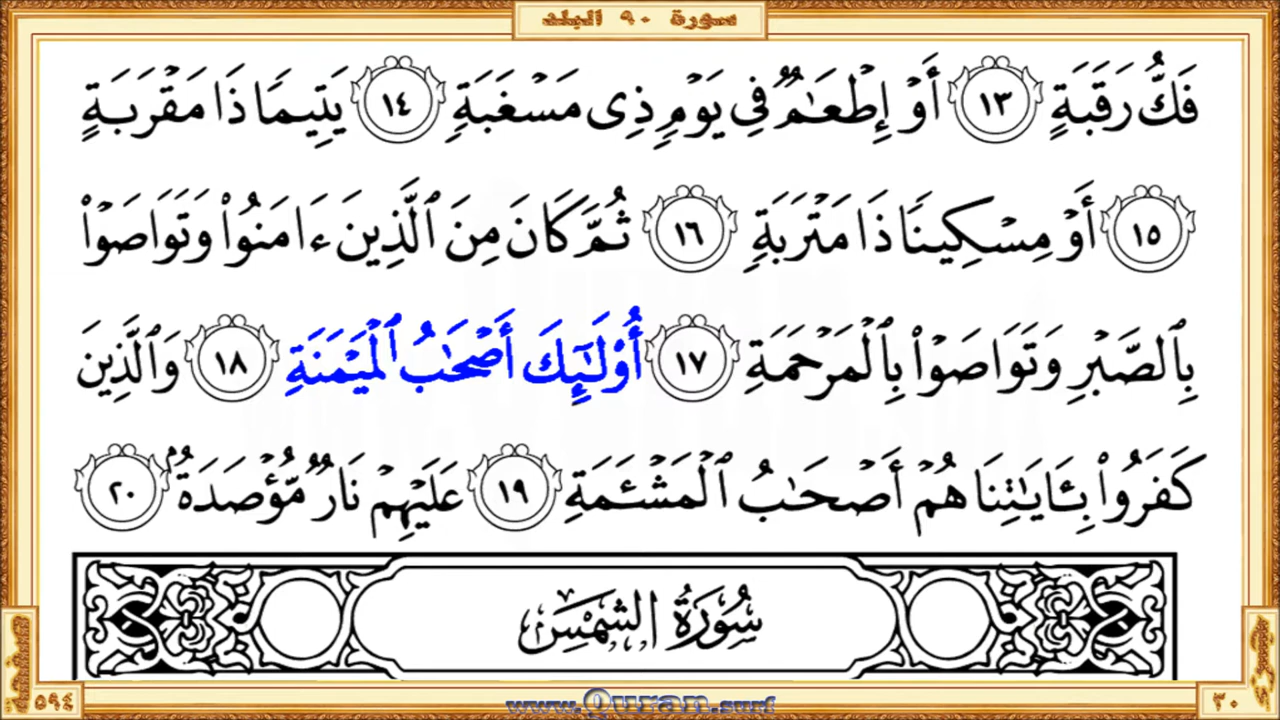 سورة ٩٠ البلد
فَكُّ رَقَبَةٍ ١٣ أَوْ إِطْعَٰمٌ فِى يَوْمٍ ذِى مَسْغَبَةٍ ١٤ يَتِيمًا ذَا مَقْرَبَةٍ
١٥ أَوْ مِسْكِينًا ذَا مَتْرَبَةٍ ١٦ ثُمَّ كَانَ مِنَ ٱلَّذِينَ ءَامَنُوا۟ وَتَوَاصَوْا۟
بِٱلصَّبْرِ وَتَوَاصَوْا۟ بِٱلْمَرْحَمَةِ ١٧ أُو۟لَٰٓئِكَ أَصْحَٰبُ ٱلْمَيْمَنَةِ ١٨ وَٱلَّذِينَ
كَفَرُوا۟ بِـَٔايَٰتِنَا هُمْ أَصْحَٰبُ ٱلْمَشْـَٔمَةِ ١٩ عَلَيْهِمْ نَارٌ مُّؤْصَدَةٌۢ ٢٠
سُورَةُ الشَّمْسِ
٣٠
٥٩٤
www.Quran.surf